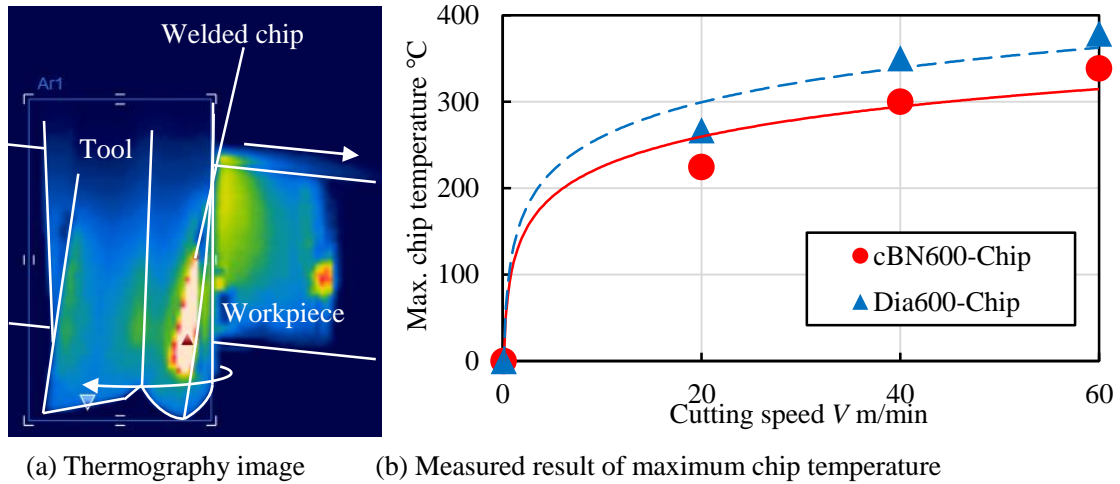 Welded chip
Ar1
Tool
Workpiece
(a) Thermography image
Max. chip temperature °C
400
300
200
100
0
0 20 40 60
Cutting speed V m/min
cBN600-Chip
Dia600-Chip
(b) Measured result of maximum chip temperature